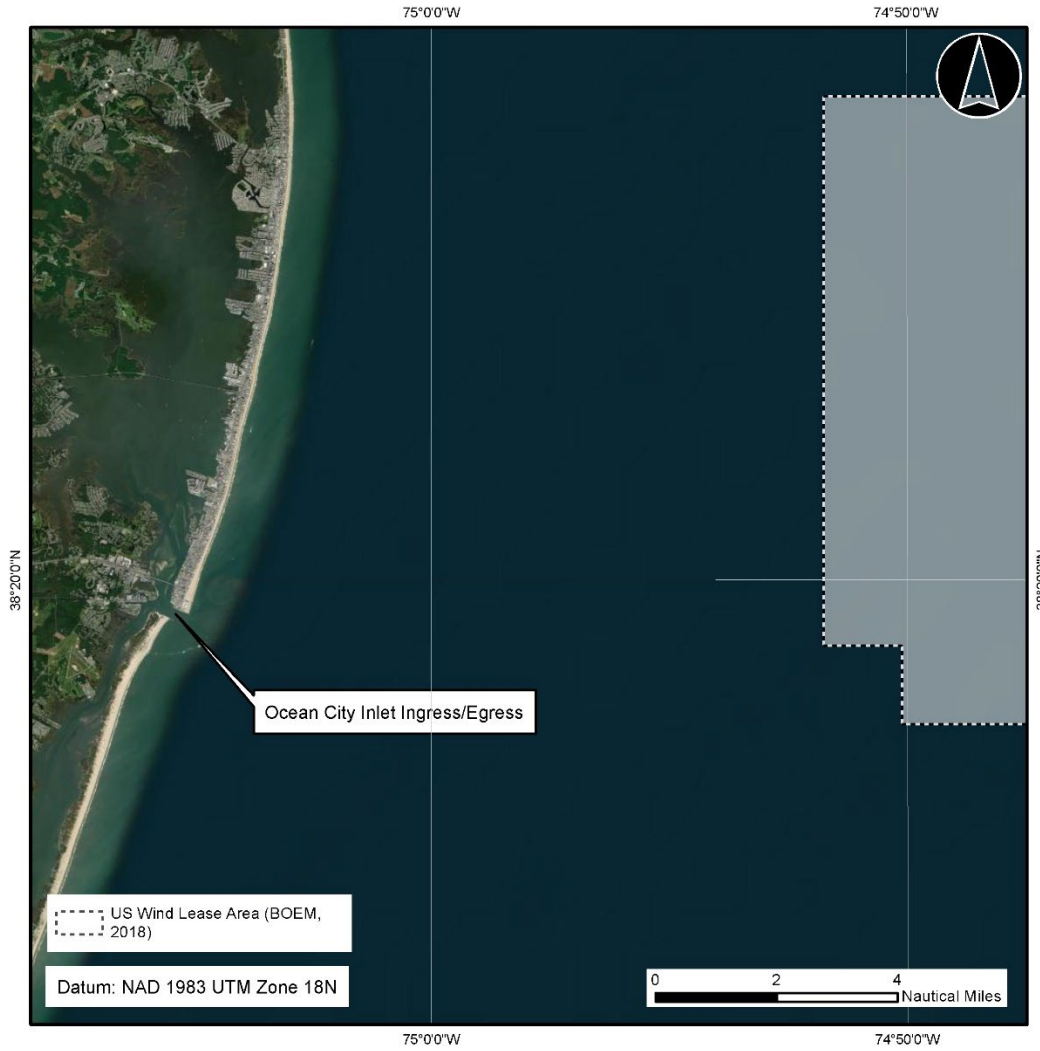 75°0'0"W
74°50'0"W
38°20'0"N
Ocean City Inlet Ingress/Egress
US Wind Lease Area (BOEM,
2018)
Datum: NAD 1983 UTM Zone 18N
0
2
4
Nautical Miles
75°0'0"W
74°50'0"W